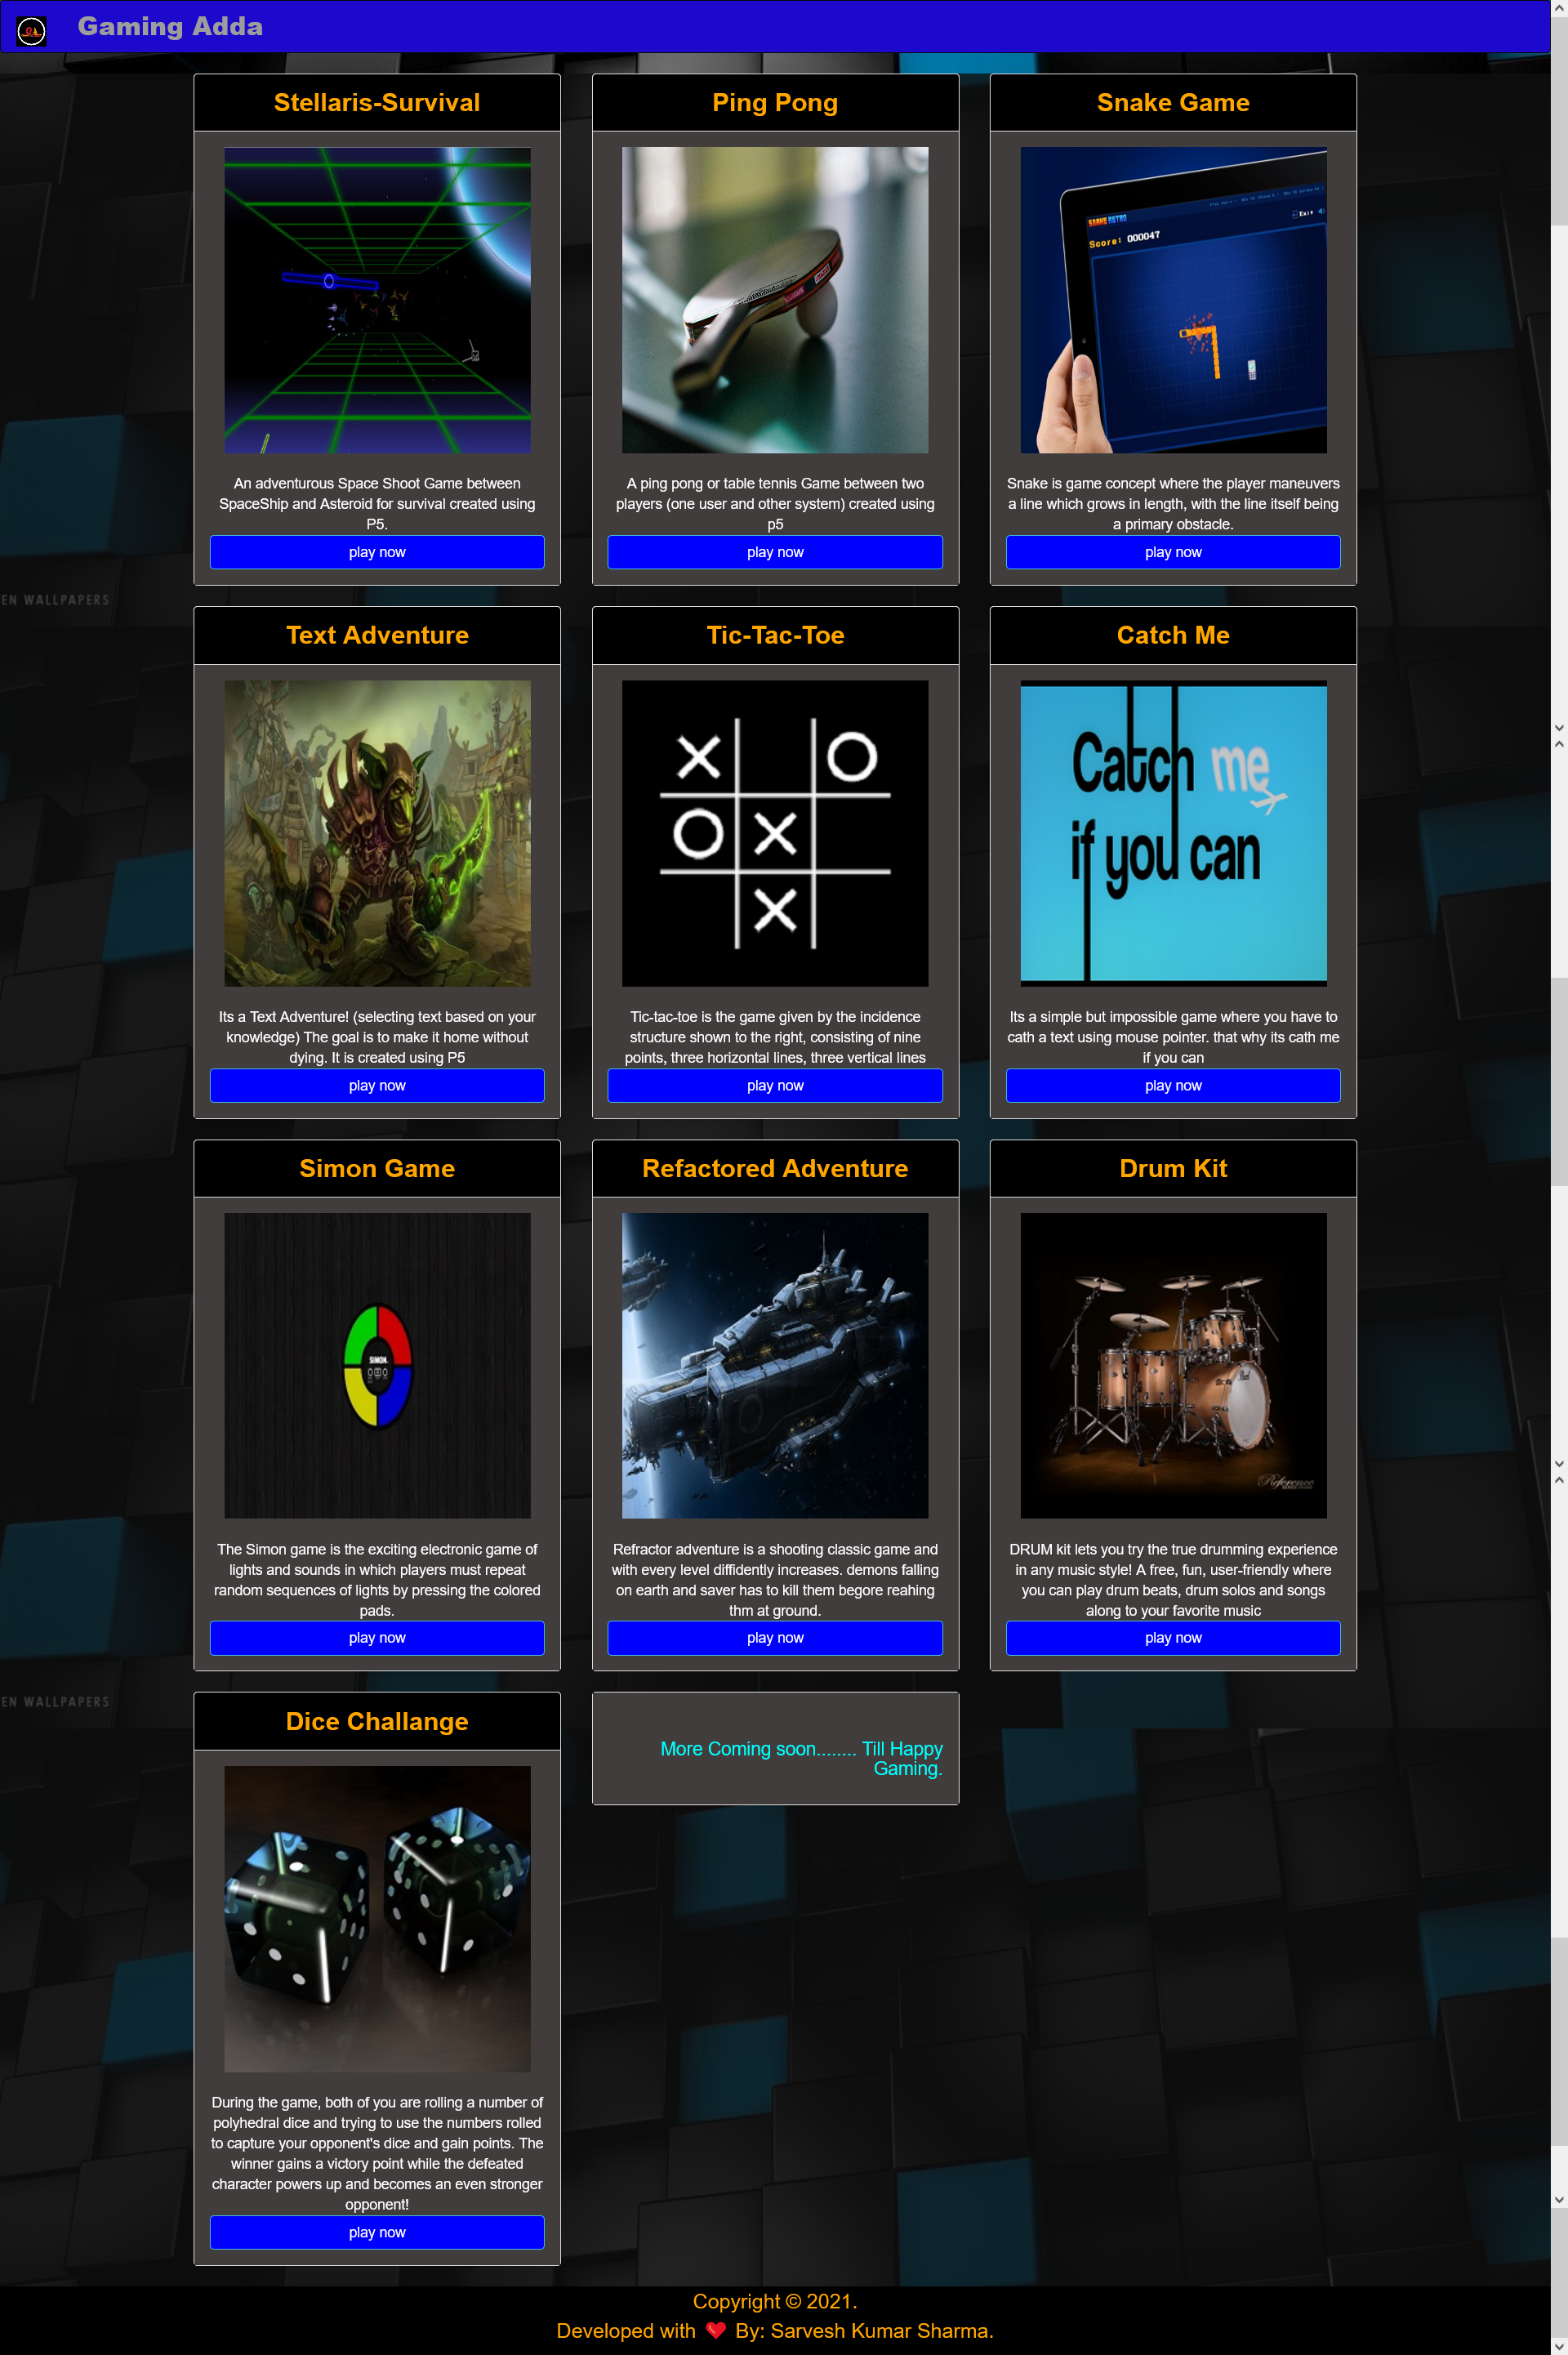 Gaming Adda
Stellaris-Survival
An adventurous Space Shoot Game between
SpaceShip and Asteroid for survival created using
P5.
play now
Ping Pong
A ping pong or table tennis Game between two
players (one user and other system) created using
p5
play now
Snake Game
SNAKE RETRO
Exit
Score: 000047
Snake is game concept where the player maneuvers
a line which grows in length, with the line itself being
a primary obstacle.
play now
EN WALLPAPERS
Text Adventure
Its a Text Adventure! (selecting text based on your
knowledge) The goal is to make it home without
dying. It is created using P5
play now
Tic-Tac-Toe
Tic-tac-toe is the game given by the incidence
structure shown to the right, consisting of nine
points, three horizontal lines, three vertical lines
play now
Catch Me
Catch me
if you can
Its a simple but impossible game where you have to
cath a text using mouse pointer. that why its cath me
if you can
play now
Simon Game
SIMON
The Simon game is the exciting electronic game of
lights and sounds in which players must repeat
random sequences of lights by pressing the colored
pads.
play now
Refactored Adventure
Refractor adventure is a shooting classic game and
with every level diffidently increases. demons falling
on earth and saver has to kill them begore reahing
thm at ground.
play now
Drum Kit
Reference
DRUM kit lets you try the true drumming experience
in any music style! A free, fun, user-friendly where
you can play drum beats, drum solos and songs
along to your favorite music
play now
EN WALLPAPERS
Dice Challange
During the game, both of you are rolling a number of
polyhedral dice and trying to use the numbers rolled
to capture your opponent's dice and gain points. The
winner gains a victory point while the defeated
character powers up and becomes an even stronger
opponent!
play now
More Coming soon........ Till Happy
Gaming.
Copyright © 2021.
Developed with ❤ By: Sarvesh Kumar Sharma.